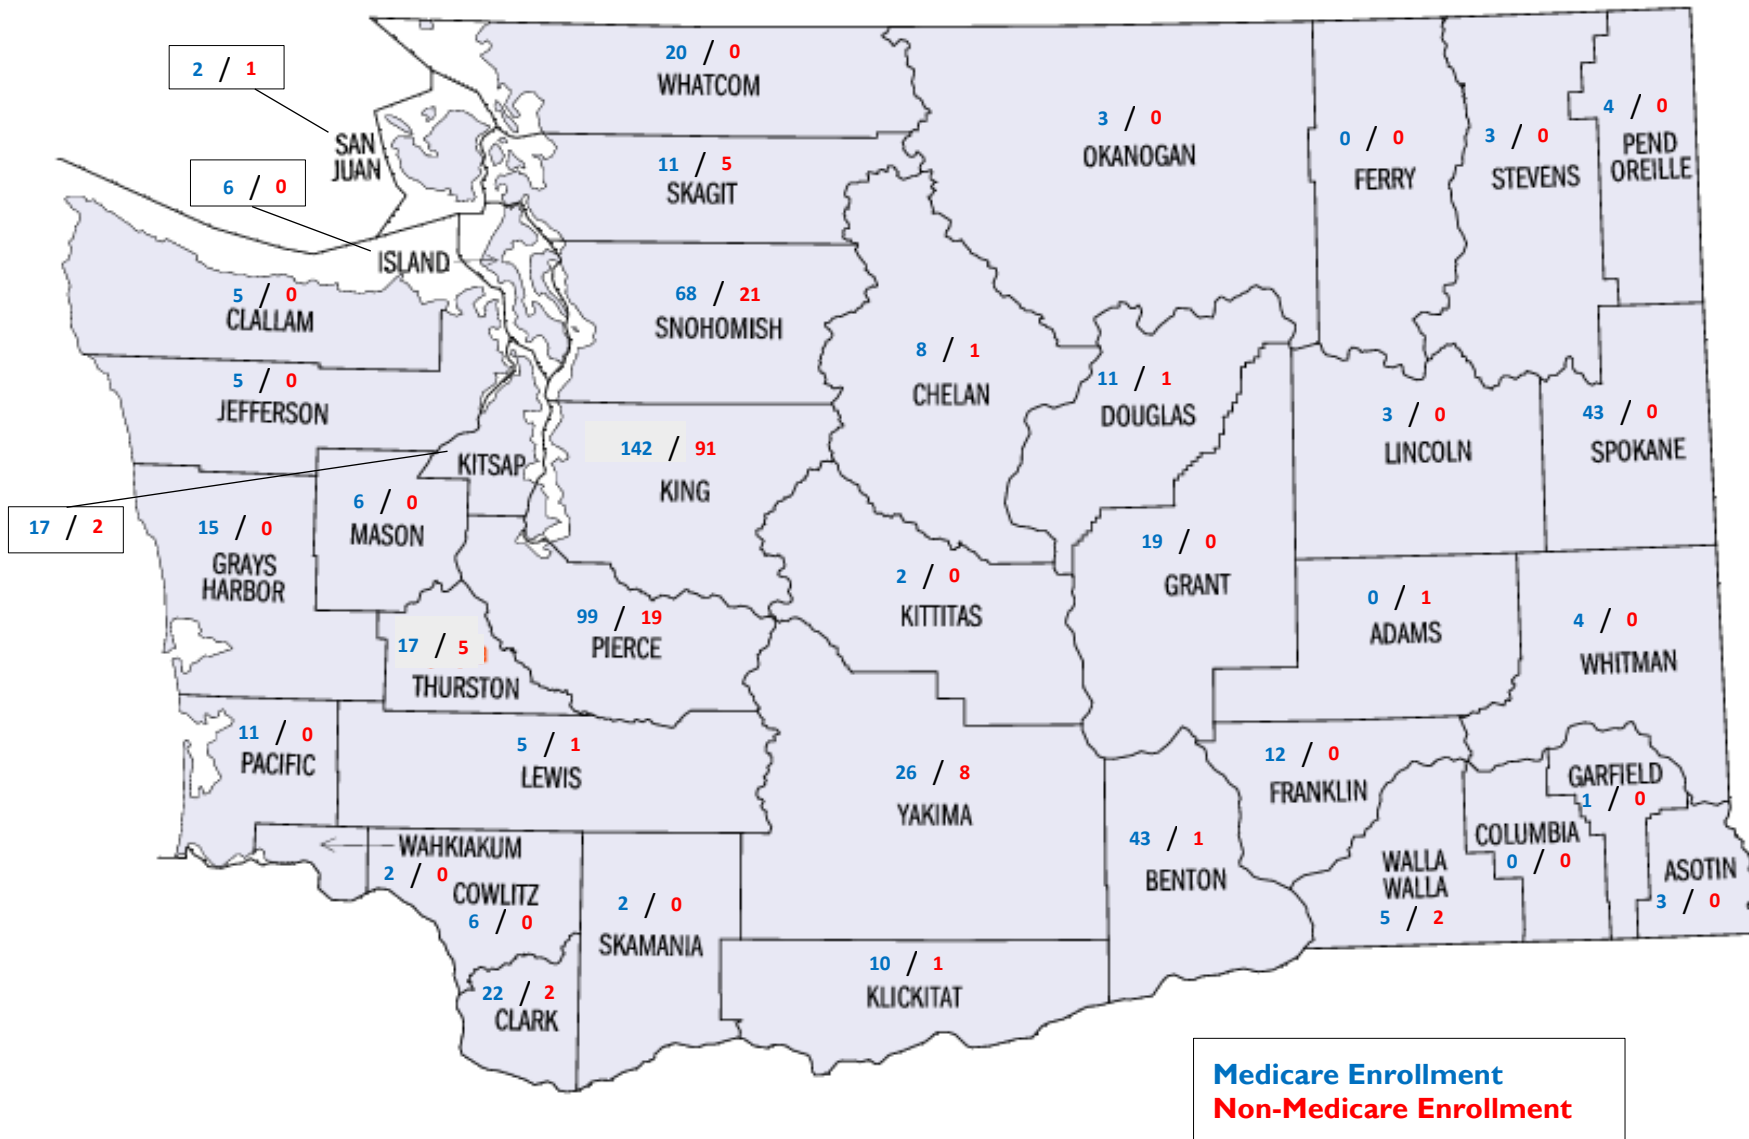 20 / 0
WHATCOM
2 / 1
SAN
JUAN
3 / 0
OKANOGAN
0 / 0
FERRY
3 / 0
STEVENS
4 / 0
PEND
OREILLE
11 / 5
SKAGIT
6 / 0
ISLAND
5 / 0
CLALLAM
68 / 21
SNOHOMISH
8 / 1
CHELAN
11 / 1
DOUGLAS
5 / 0
JEFFERSON
142 / 91
KING
3 / 0
LINCOLN
43 / 0
SPOKANE
KITSAP
17 / 2
6 / 0
MASON
15 / 0
GRAYS
HARBOR
19 / 0
GRANT
2 / 0
KITTITAS
0 / 1
ADAMS
4 / 0
WHITMAN
99 / 19
PIERCE
17 / 5
THURSTON
11 / 0
PACIFIC
5 / 1
LEWIS
26 / 8
YAKIMA
12 / 0
FRANKLIN
GARFIELD
1 / 0
43 / 1
BENTON
COLUMBIA
0 / 0
WALLA
WALLA
5 / 2
ASOTIN
3 / 0
WAHKIAKUM
2 / 0
COWLITZ
6 / 0
2 / 0
SKAMANIA
10 / 1
KLICKITAT
22 / 2
CLARK
Medicare Enrollment
Non-Medicare Enrollment